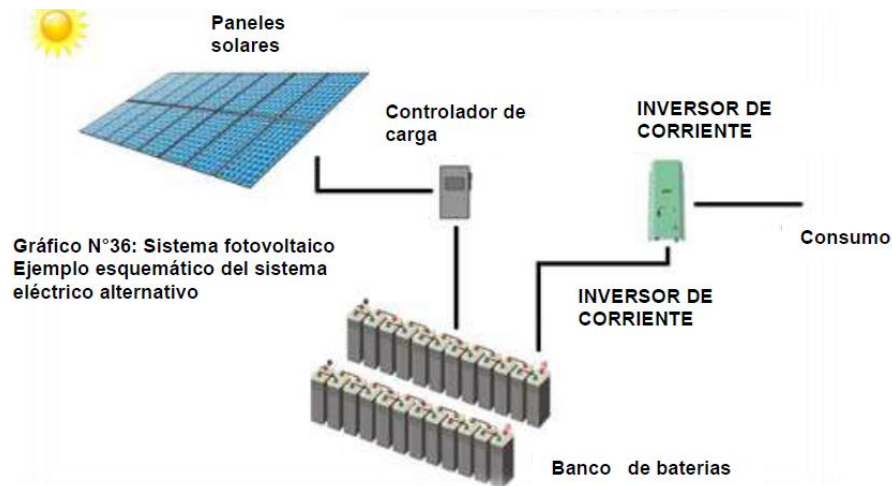 Paneles
solares
Controlador de
carga
INVERSOR DE
CORRIENTE
Consumo
Gráfico N°36: Sistema fotovoltaico
Ejemplo esquemático del sistema
eléctrico alternativo
INVERSOR DE
CORRIENTE
Banco de baterias